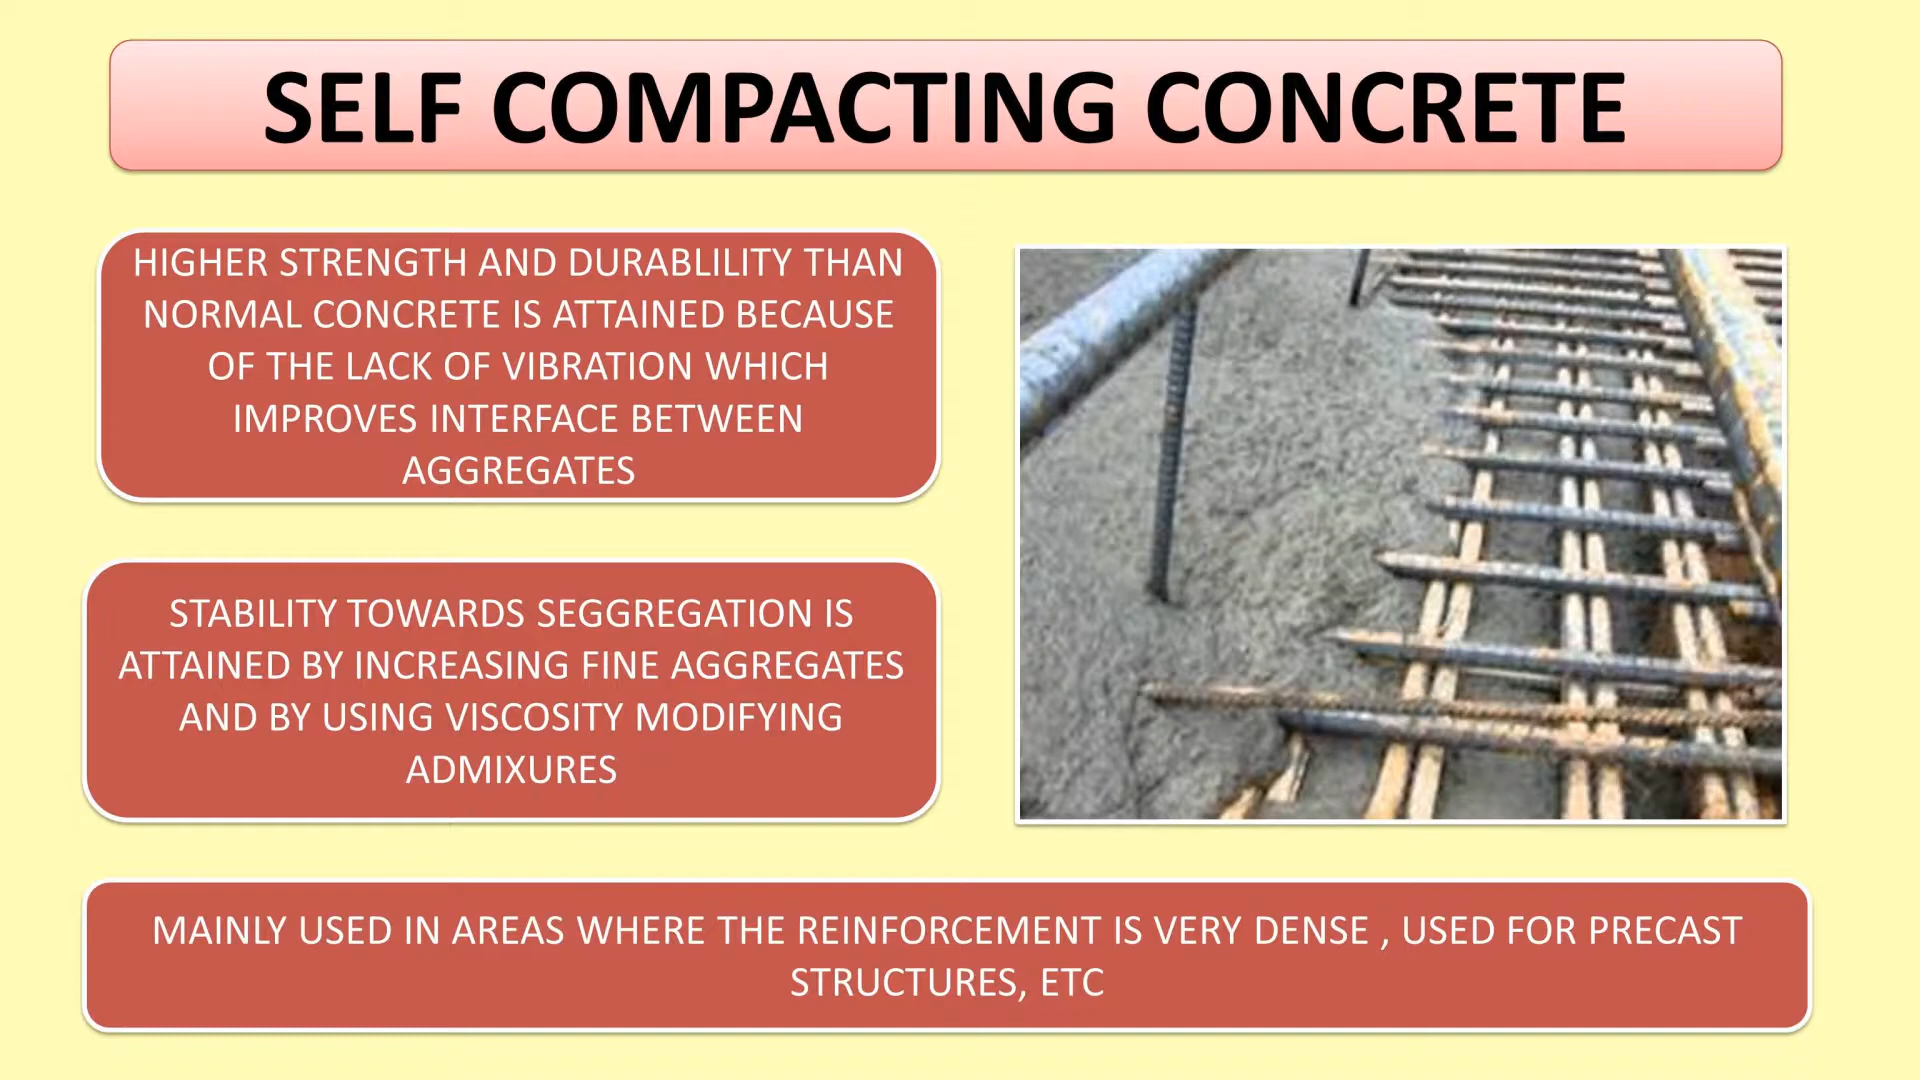 SELF COMPACTING CONCRETE
HIGHER STRENGTH AND DURABLILITY THAN
NORMAL CONCRETE IS ATTAINED BECAUSE
OF THE LACK OF VIBRATION WHICH
IMPROVES INTERFACE BETWEEN
AGGREGATES
STABILITY TOWARDS SEGGREGATION IS
ATTAINED BY INCREASING FINE AGGREGATES
AND BY USING VISCOSITY MODIFYING
ADMIXURES
MAINLY USED IN AREAS WHERE THE REINFORCEMENT IS VERY DENSE , USED FOR PRECAST
STRUCTURES, ETC